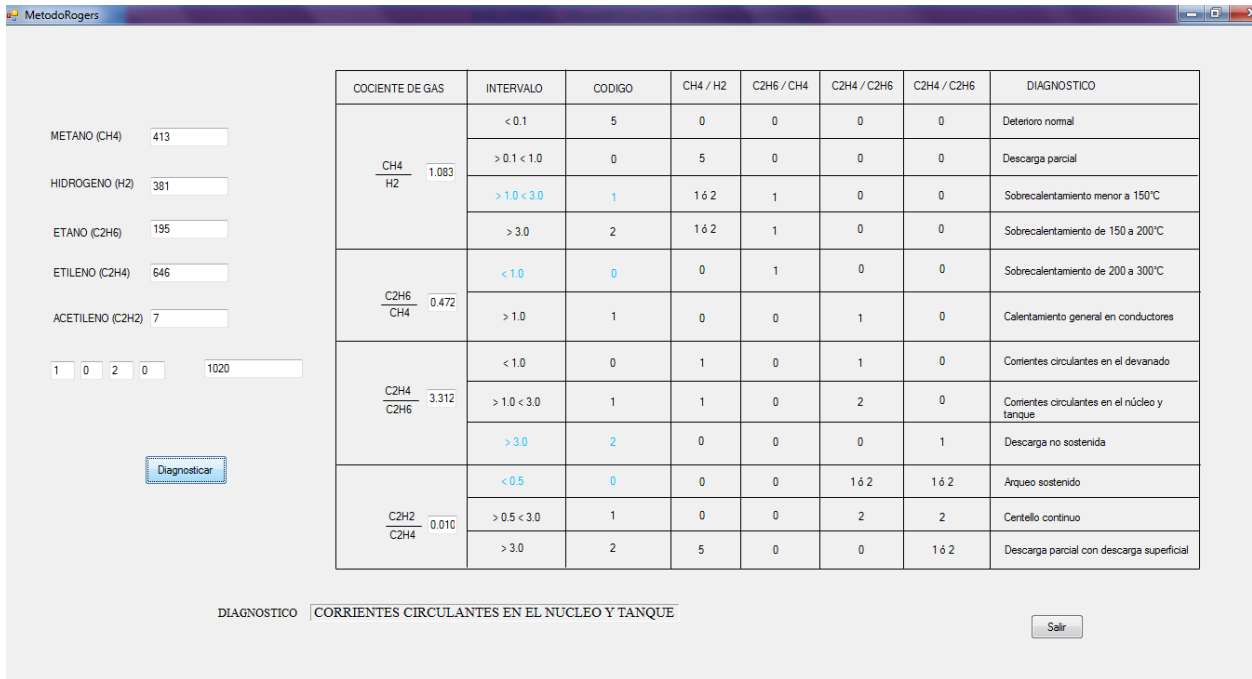 MetodoRogers
COCIENTE DE GAS INTERVALO CODIGO CH4 / H2 C2H6 / CH4 C2H4 / C2H6 C2H4 / C2H6 DIAGNOSTICO
< 0.1 5 0 0 0 0 Deterioro normal
METANO (CH4) 413
> 0.1 < 1.0 0 5 0 0 0 Descarga parcial
CH4
H2
1.083
HIDROGENO (H2) 381
> 1.0 < 3.0 1 1 ó 2 1 0 0 Sobrecalentamiento menor a 150°C
ETANO (C2H6) 195
> 3.0 2 1 ó 2 1 0 0 Sobrecalentamiento de 150 a 200°C
ETILENO (C2H4) 646
< 1.0 0 0 1 0 0 Sobrecalentamiento de 200 a 300°C
C2H6
CH4
0.472
ACETILENO (C2H2) 7
> 1.0 1 0 0 1 0 Calentamiento general en conductores
1 0 2 0 1020
< 1.0 0 1 0 1 0 Corrientes circulantes en el devanado
C2H4
C2H6
3.312
> 1.0 < 3.0 1 1 0 2 0 Corrientes circulantes en el núcleo y
tanque
> 3.0 2 0 0 0 1 Descarga no sostenida
Diagnosticar
< 0.5 0 0 0 1 ó 2 1 ó 2 Arqueo sostenido
C2H2
C2H4
0.010
> 0.5 < 3.0 1 0 0 2 2 Centello continuo
> 3.0 2 5 0 0 1 ó 2 Descarga parcial con descarga superficial
DIAGNOSTICO CORRIENTES CIRCULANTES EN EL NUCLEO Y TANQUE
Salir